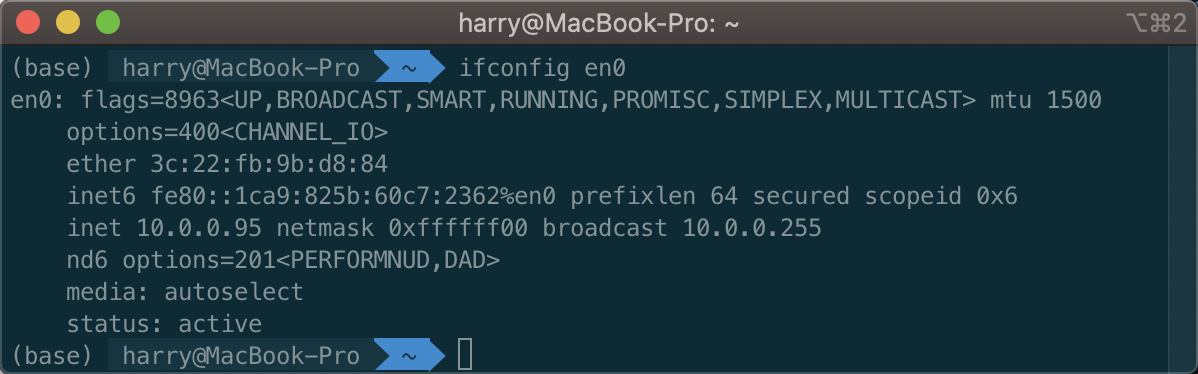 harry@MacBook-Pro: ~ ⌥⌘2
(base) harry@MacBook-Pro ~ ifconfig en0
en0: flags=8963<UP,BROADCAST,SMART,RUNNING,PROMISC,SIMPLEX,MULTICAST> mtu 1500
options=400<CHANNEL_IO>
ether 3c:22:fb:9b:d8:84
inet6 fe80::1ca9:825b:60c7:2362%en0 prefixlen 64 secured scopeid 0x6
inet 10.0.0.95 netmask 0xffffff00 broadcast 10.0.0.255
nd6 options=201<PERFORMNUD,DAD>
media: autoselect
status: active
(base) harry@MacBook-Pro ~